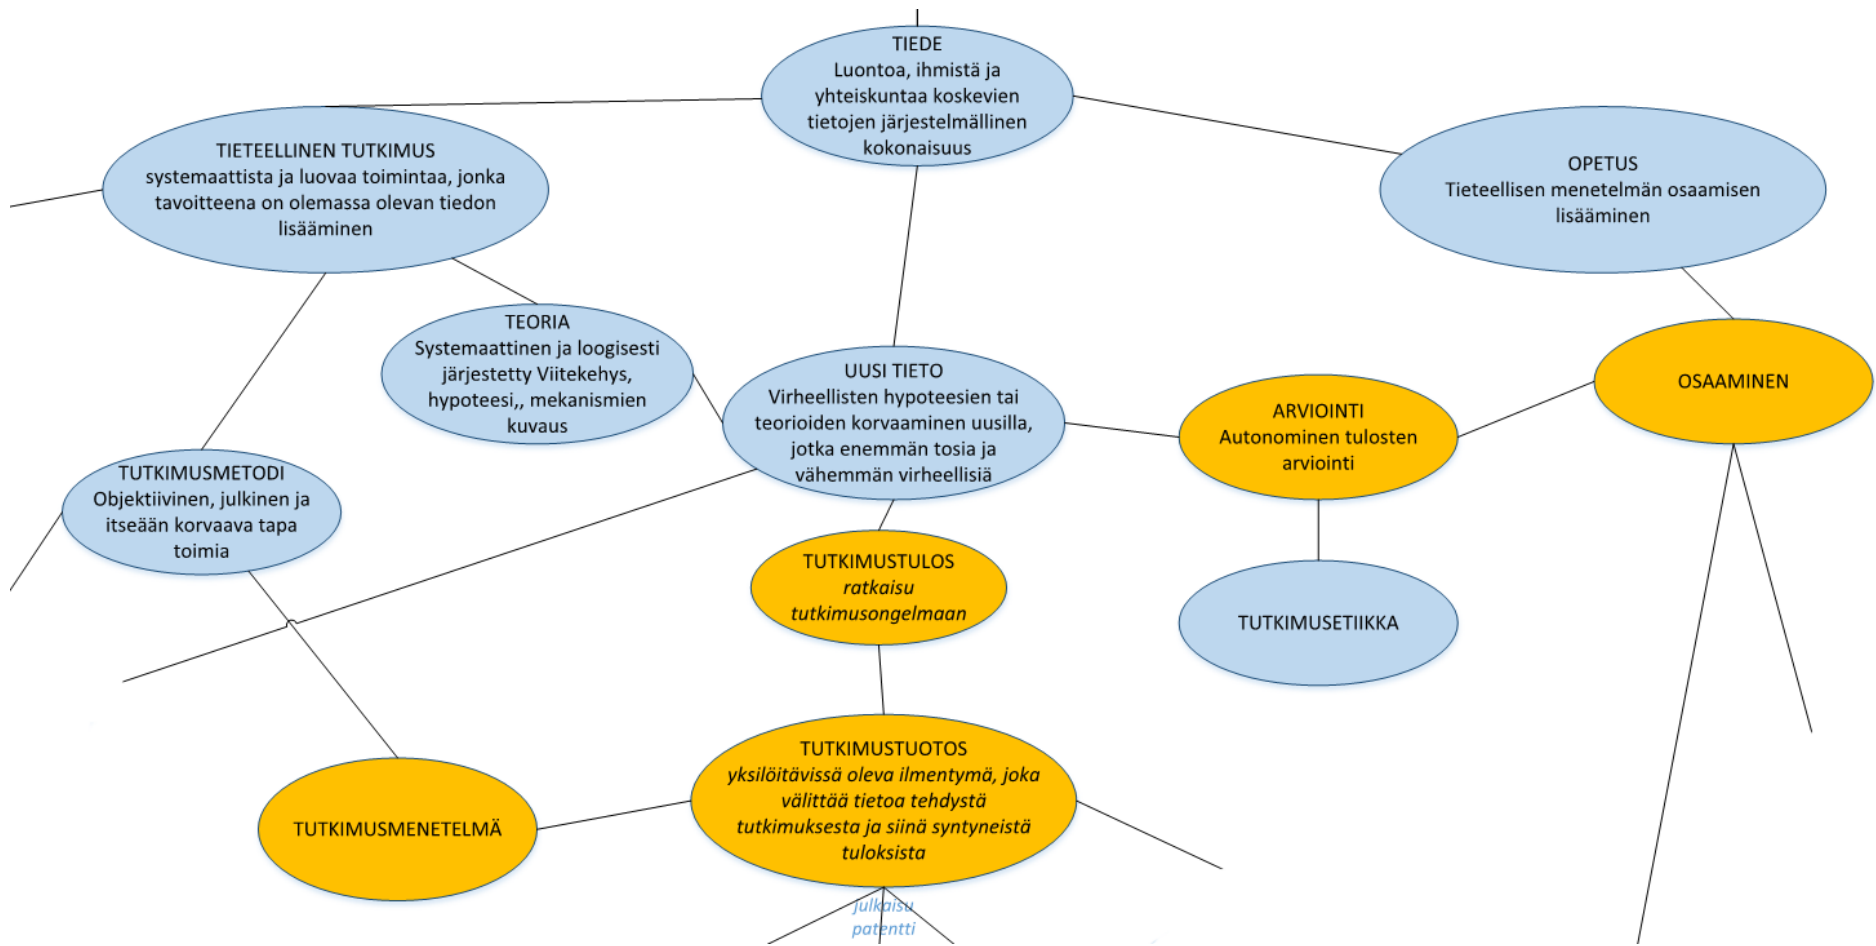 TIEDE
Luontoa, ihmistä ja
yhteiskuntaa koskevien
tietojen järjestelmällinen
kokonaisuus
TIETEELLINEN TUTKIMUS
systemaattista ja luovaa toimintaa, jonka
tavoitteena on olemassa olevan tiedon
lisääminen
OPETUS
Tieteellisen menetelmän osaamisen
lisääminen
TEORIA
Systemaattinen ja loogisesti
järjestetty Viitekehys,
hypoteesi,, mekanismien
kuvaus
UUSI TIETO
Virheellisten hypoteesien tai
teorioiden korvaaminen uusilla,
jotka enemmän tosia ja
vähemmän virheellisiä
ARVIOINTI
Autonominen tulosten
arviointi
OSAAMINEN
TUTKIMUSMETODI
Objektiivinen, julkinen ja
itseään korvaava tapa
toimia
TUTKIMUSTULOS
ratkaisu
tutkimusongelmaan
TUTKIMUSETIIKKA
TUTKIMUSTUOTOS
yksilöitävissä oleva ilmentymä, joka
välittää tietoa tehdystä
tutkimuksesta ja siinä syntyneistä
tuloksista
TUTKIMUSMENETELMÄ
julkaisu
patentti